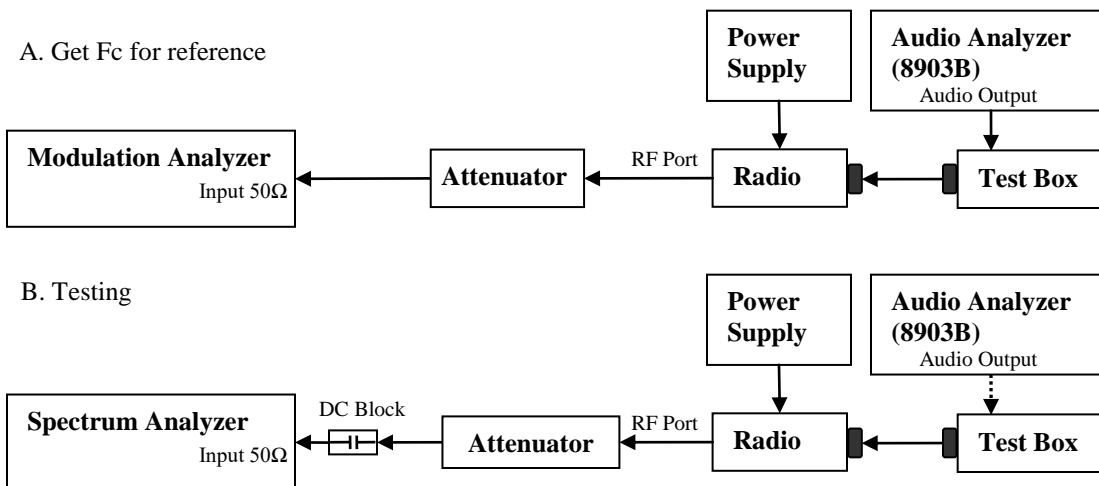 A. Get Fc for reference
Power
Supply
Audio Analyzer
(8903B)
Audio Output
Modulation Analyzer
Input 50Ω
Attenuator
RF Port
Radio
Test Box
B. Testing
Power
Supply
Audio Analyzer
(8903B)
Audio Output
Spectrum Analyzer
Input 50Ω
DC Block
Attenuator
RF Port
Radio
Test Box